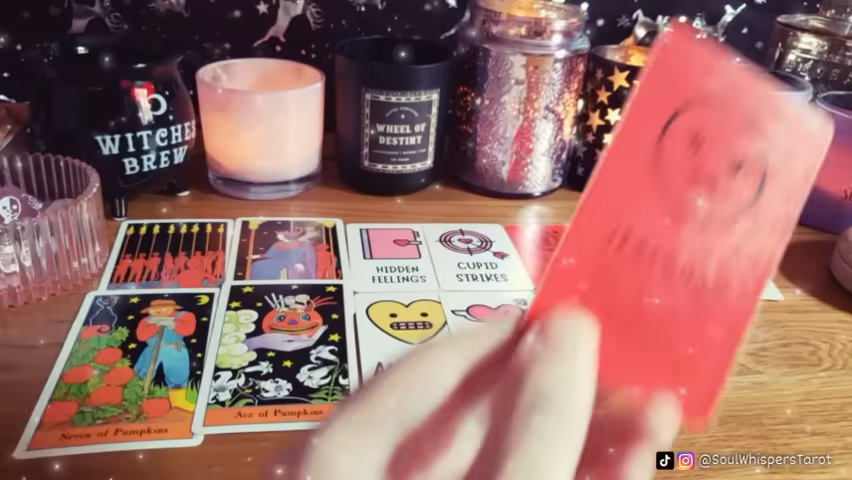 WITCHES
BREW
WHEEL OF
DESTINY
HIDDEN
FEELINGS
CUPID
STRIKES
Seven of Pumpkins
Ace of Pumpkins
@SoulWhispersTarot